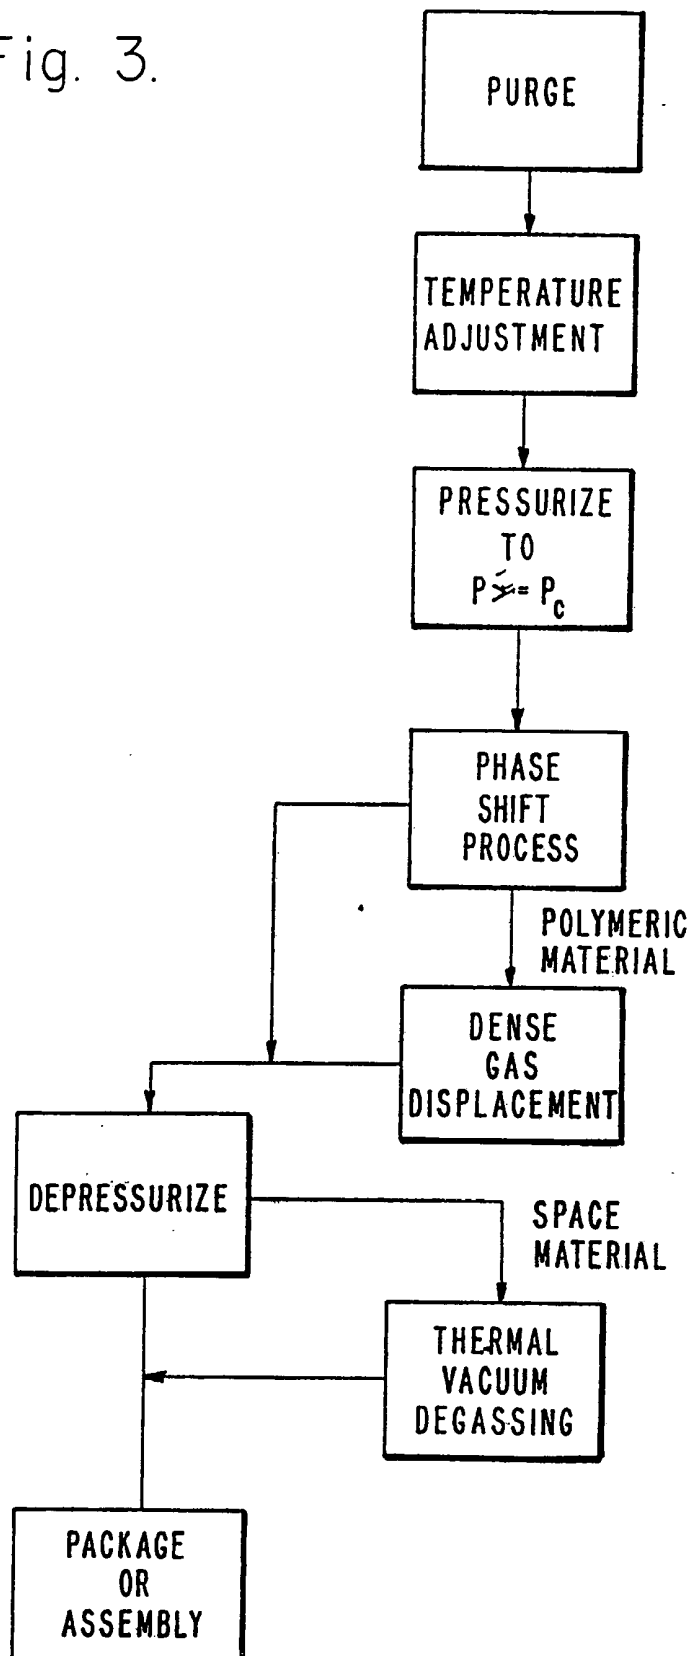 Fig. 3.
PURGE
TEMPERATURE
ADJUSTMENT
PRESSURIZE
TO
P >= Pc
PHASE
SHIFT
PROCESS
POLYMERIC
MATERIAL
DENSE
GAS
DISPLACEMENT
DEPRESSURIZE
SPACE
MATERIAL
THERMAL
VACUUM
DEGASSING
PACKAGE
OR
ASSEMBLY